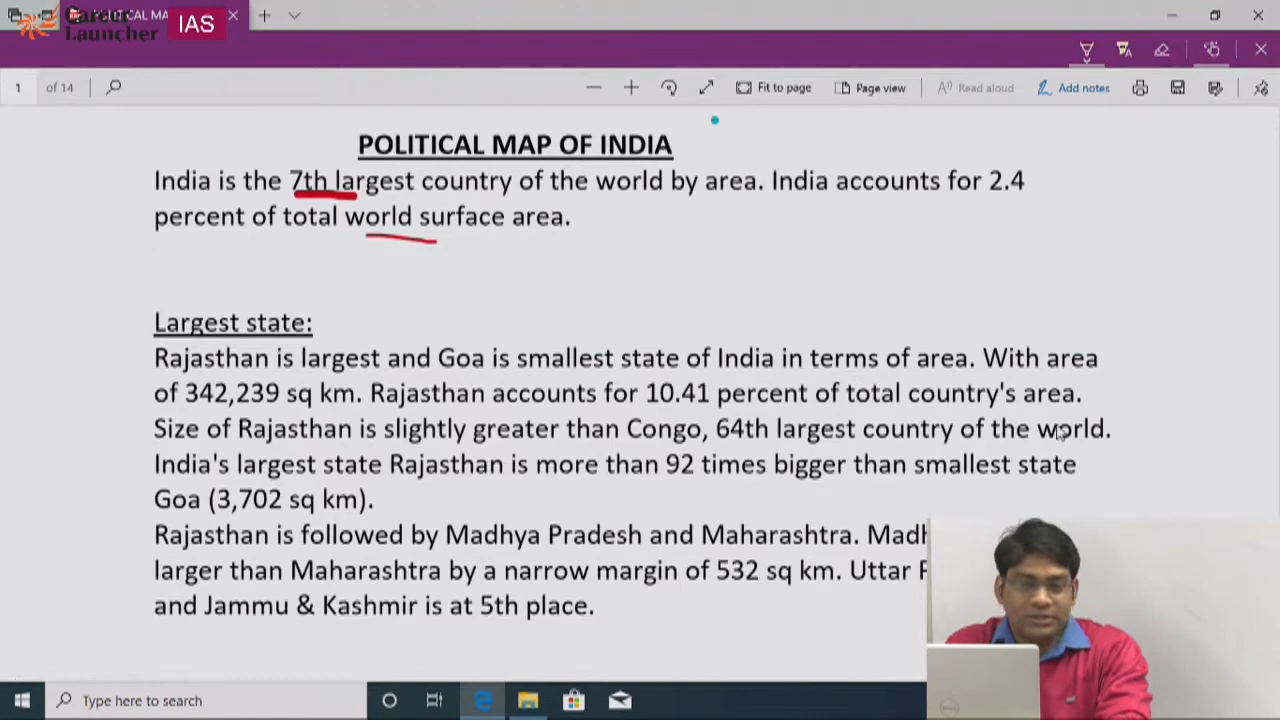 POLITICAL MA
Career
Launcher
IAS
1
of 14
Fit to page
Page view
Read aloud
Add notes
POLITICAL MAP OF INDIA
India is the 7th largest country of the world by area. India accounts for 2.4
percent of total world surface area.
Largest state:
Rajasthan is largest and Goa is smallest state of India in terms of area. With area
of 342,239 sq km. Rajasthan accounts for 10.41 percent of total country's area.
Size of Rajasthan is slightly greater than Congo, 64th largest country of the world.
India's largest state Rajasthan is more than 92 times bigger than smallest state
Goa (3,702 sq km).
Rajasthan is followed by Madhya Pradesh and Maharashtra. Madh
larger than Maharashtra by a narrow margin of 532 sq km. Uttar
and Jammu & Kashmir is at 5th place.
Type here to search